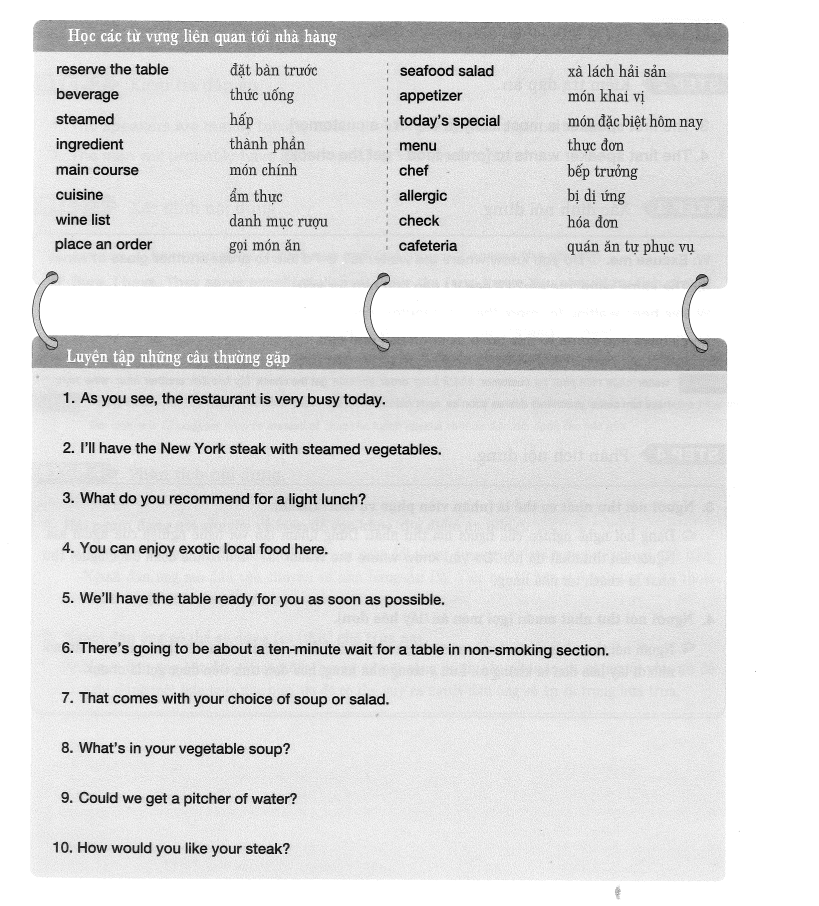 Học các từ vựng liên quan tới nhà hàng
reserve the table đặt bàn trước
beverage thức uống
steamed hấp
ingredient thành phần
main course món chính
cuisine ẩm thực
wine list danh mục rượu
place an order gọi món ăn
seafood salad xà lách hải sản
appetizer món khai vị
today's special món đặc biệt hôm nay
menu thực đơn
chef bếp trưởng
allergic bị dị ứng
check hóa đơn
cafeteria quán ăn tự phục vụ
Luyện tập những câu thường gặp
1. As you see, the restaurant is very busy today.
2. I'll have the New York steak with steamed vegetables.
3. What do you recommend for a light lunch?
4. You can enjoy exotic local food here.
5. We'll have the table ready for you as soon as possible.
6. There's going to be about a ten-minute wait for a table in non-smoking section.
7. That comes with your choice of soup or salad.
8. What's in your vegetable soup?
9. Could we get a pitcher of water?
10. How would you like your steak?